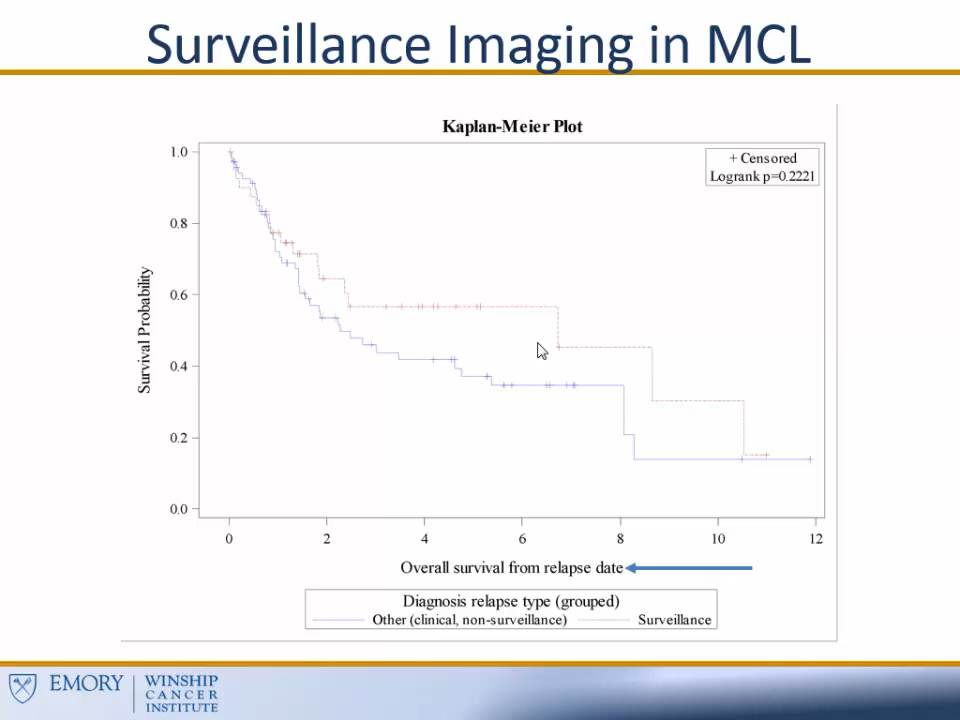 Surveillance Imaging in MCL
Kaplan-Meier Plot
+ Censored
Logrank p=0.2221
Survival Probability
1.0
0.8
0.6
0.4
0.2
0.0
0 2 4 6 8 10 12
Overall survival from relapse date
Diagnosis relapse type (grouped)
Other (clinical, non-surveillance) Surveillance
EMORY
WINSHIP
CANCER
INSTITUTE